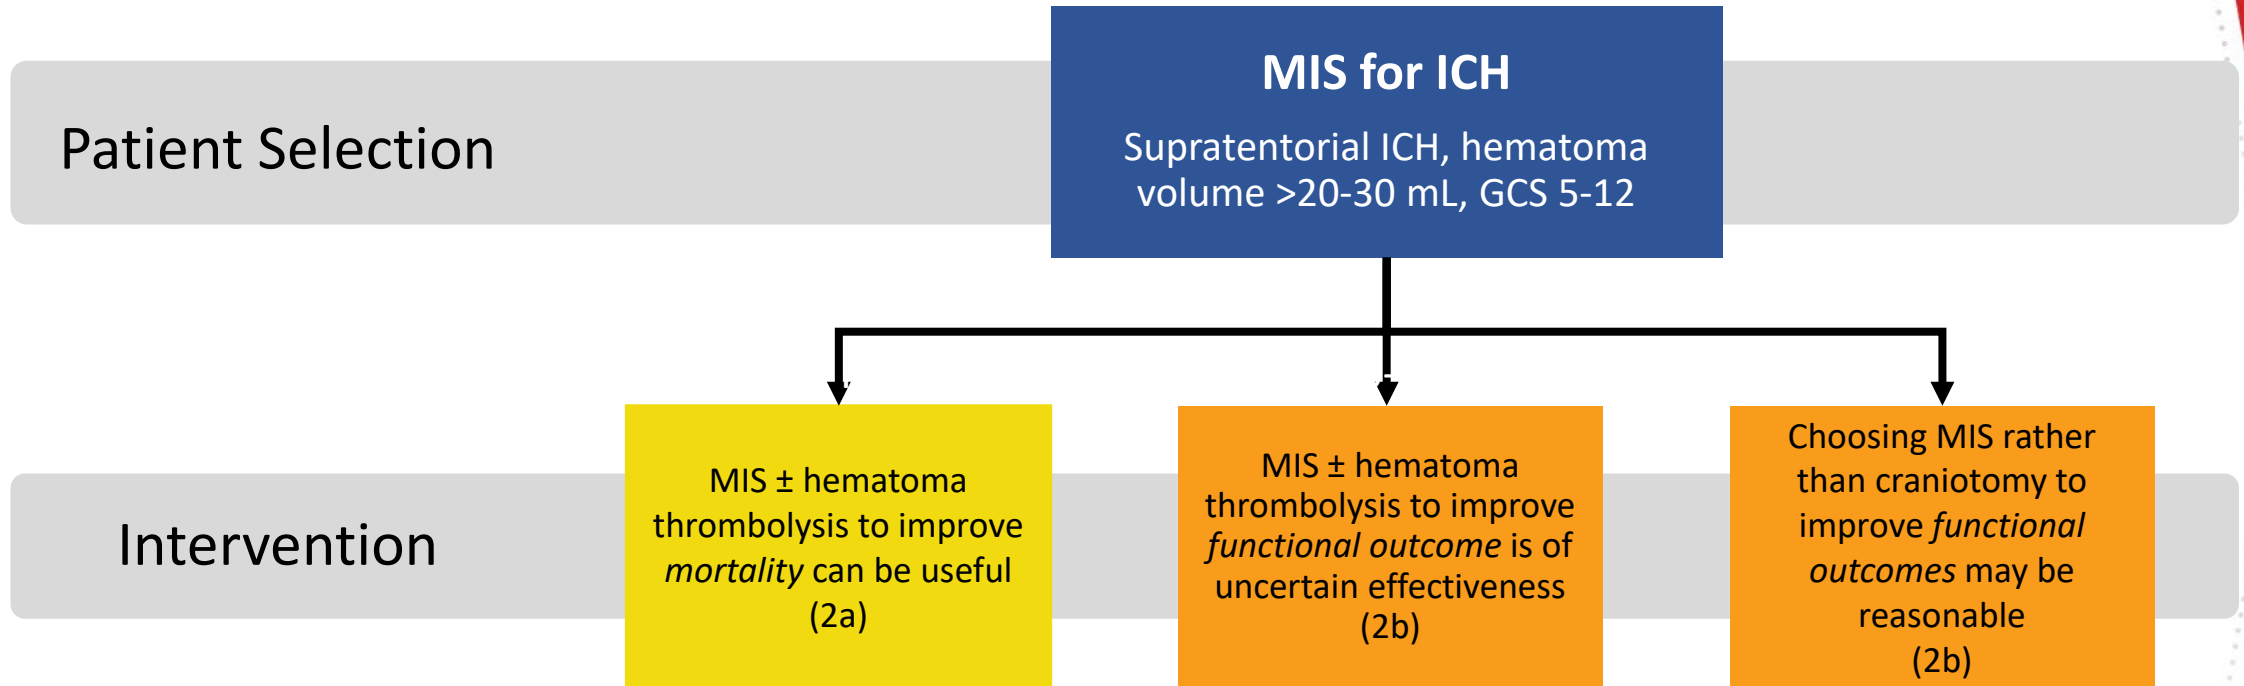 MIS for ICH
Supratentorial ICH, hematoma
volume >20-30 mL, GCS 5-12
Patient Selection
Intervention
MIS ± hematoma
thrombolysis to improve
mortality can be useful
(2a)
MIS ± hematoma
thrombolysis to improve
functional outcome is of
uncertain effectiveness
(2b)
Choosing MIS rather
than craniotomy to
improve functional
outcomes may be
reasonable
(2b)